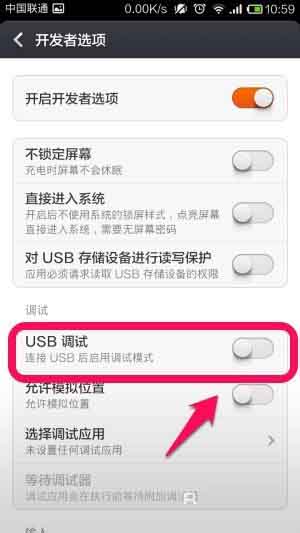 中国联通 0.00K/s 10:59
开发者选项
开启开发者选项
不锁定屏幕
充电时屏幕不会休眠
直接进入系统
开启后不使用系统的锁屏样式，点亮屏幕
直接进入系统，需要无屏幕密码
对 USB 存储设备进行读写保护
应用必须请求读取 USB 存储设备的权限
调试
USB 调试
连接 USB 后启用调试模式
允许模拟位置
允许模拟位置
选择调试应用
未设置任何调试应用
等待调试器
调试应用会在执行前等待附加调试
输入